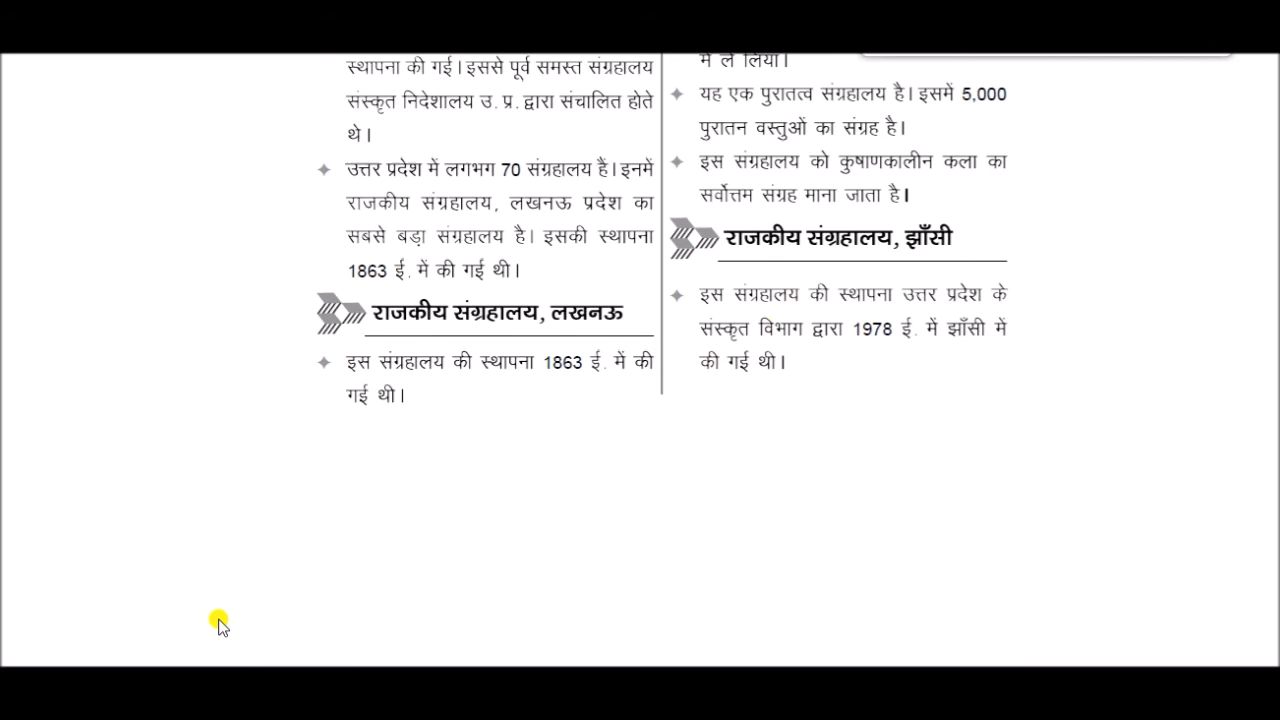 स्थापना की गई। इससे पूर्व समस्त संग्रहालय
संस्कृत निदेशालय उ. प्र. द्वारा संचालित होते
थे।
उत्तर प्रदेश में लगभग 70 संग्रहालय हैं। इनमें
राजकीय संग्रहालय, लखनऊ प्रदेश का
सबसे बड़ा संग्रहालय है। इसकी स्थापना
1863 ई. में की गई थी।
राजकीय संग्रहालय, लखनऊ
इस संग्रहालय की स्थापना 1863 ई. में की
गई थी।
में ले लिया।
यह एक पुरातत्व संग्रहालय है। इसमें 5,000
पुरातन वस्तुओं का संग्रह है।
इस संग्रहालय को कुषाणकालीन कला का
सर्वोत्तम संग्रह माना जाता है।
राजकीय संग्रहालय, झाँसी
इस संग्रहालय की स्थापना उत्तर प्रदेश के
संस्कृत विभाग द्वारा 1978 ई. में झाँसी में
की गई थी।